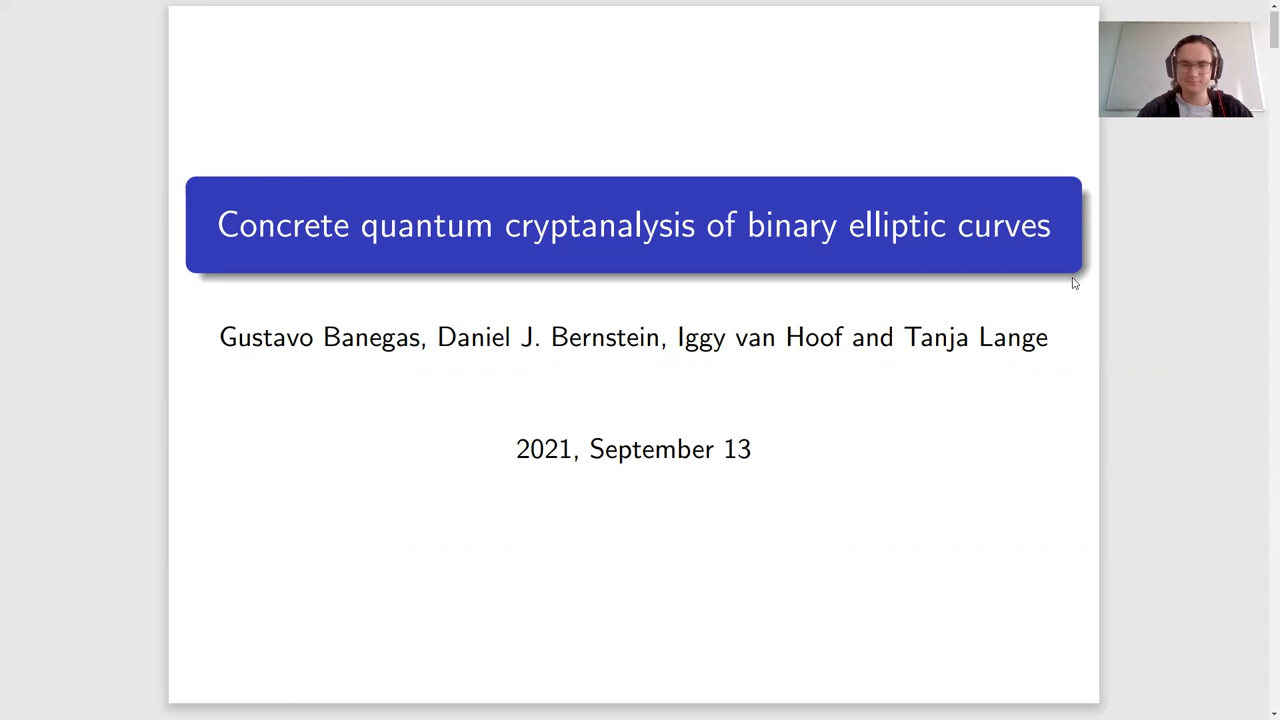 Concrete quantum cryptanalysis of binary elliptic curves
Gustavo Banegas, Daniel J. Bernstein, Iggy van Hoof and Tanja Lange
2021, September 13